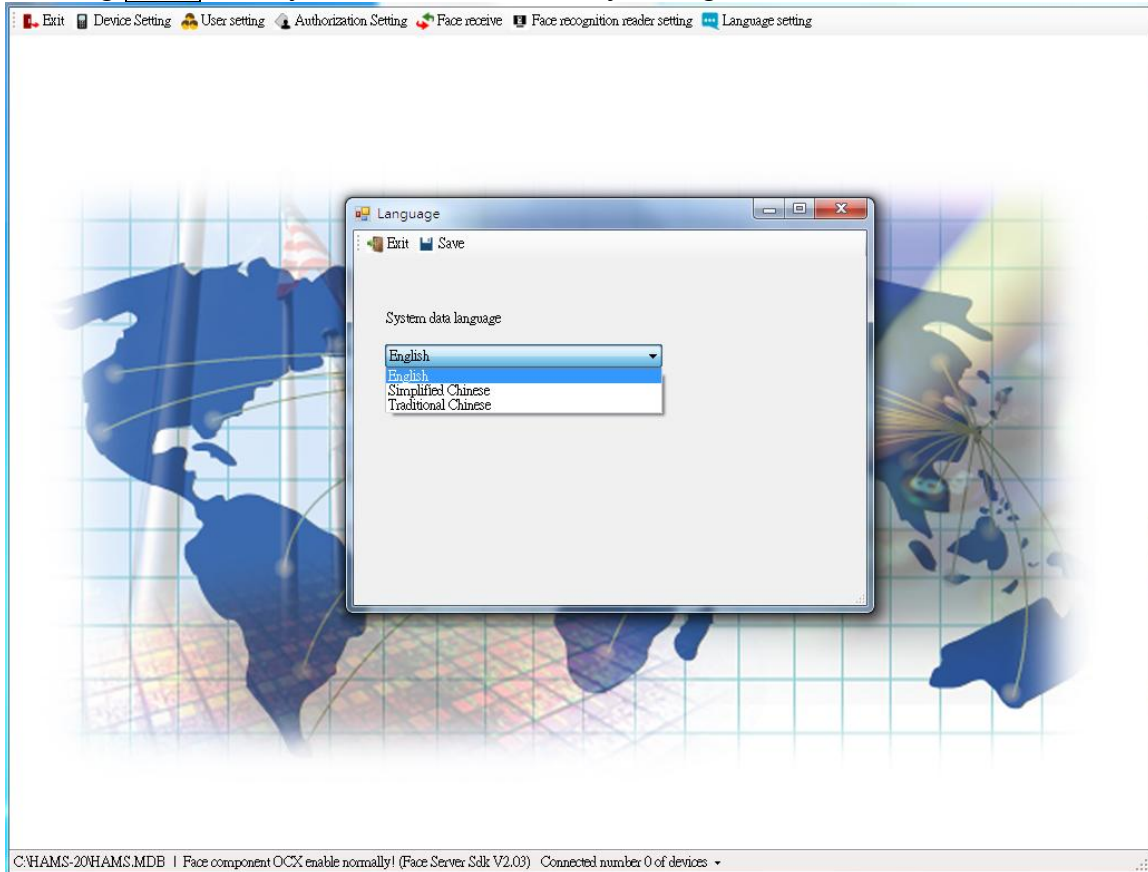 Exit Device Setting User setting Authorization Setting Face receive Face recognition reader setting Language setting
Language
Exit Save
System data language
English
English
Simplified Chinese
Traditional Chinese
C:\HAMS-20\HAMS.MDB | Face component OCX enable normally! (Face Server Sdk V2.03) Connected number 0 of devices